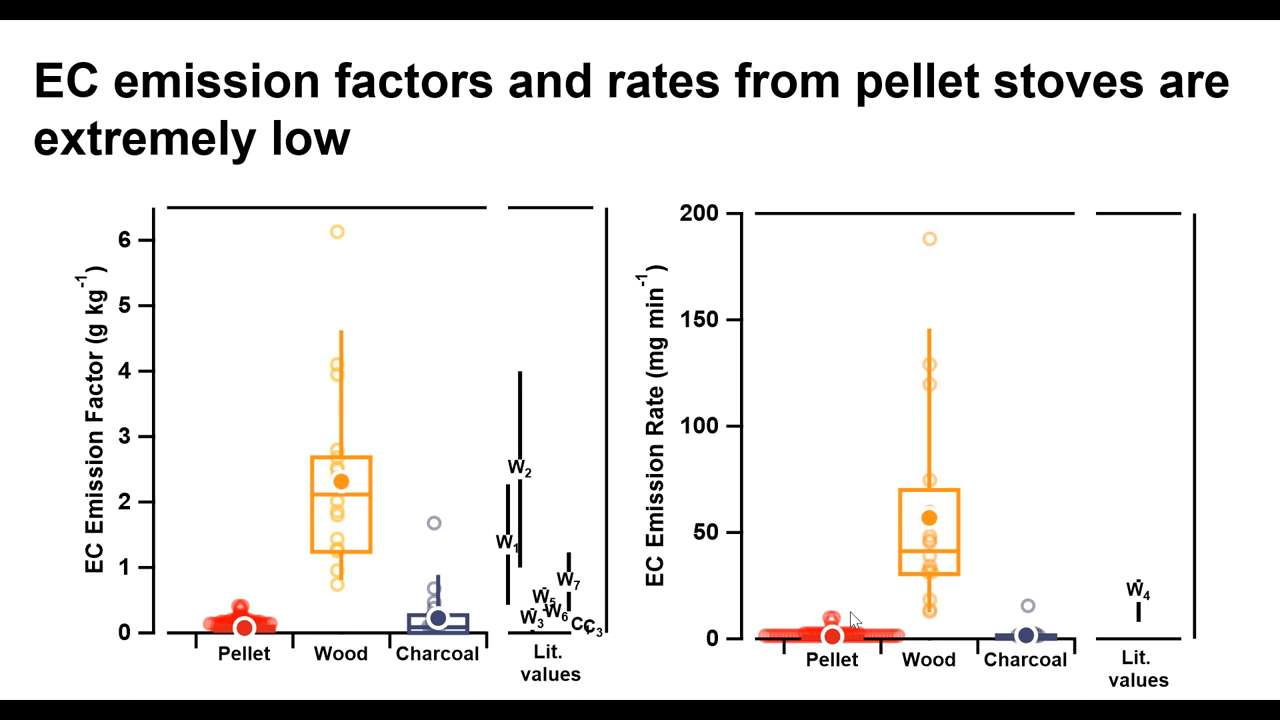 EC emission factors and rates from pellet stoves are
extremely low
EC Emission Factor (g kg⁻¹)
6
5
4
3
2
1
0
W₂
W₁
W₇
W₅
W₆
W₃
C₃
Pellet
Wood
Charcoal
Lit.
values
EC Emission Rate (mg min⁻¹)
200
150
100
50
0
W₄
Pellet
Wood
Charcoal
Lit.
values